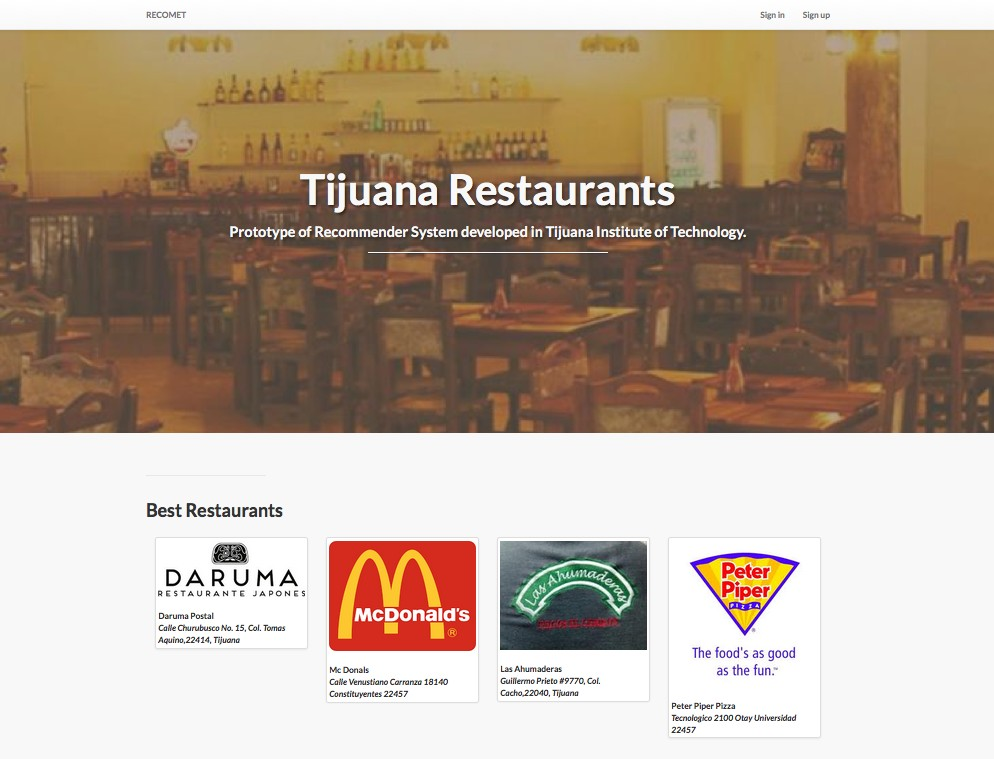 RECOMET
Sign in
Sign up
Tijuana Restaurants
Prototype of Recommender System developed in Tijuana Institute of Technology.
Best Restaurants
DARUMA
RESTAURANTE JAPONES
Daruma Postal
Calle Churubusco No. 15, Col. Tomas
Aquino,22414, Tijuana
McDonald's
®
Mc Donals
Calle Venustiano Carranza 18140
Constituyentes 22457
Las Ahumaderas
Las Ahumaderas
Guillermo Prieto #9770, Col.
Cacho,22040, Tijuana
Peter
Piper
PIZZA
The food's as good
as the fun.™
Peter Piper Pizza
Tecnologico 2100 Otay Universidad
22457